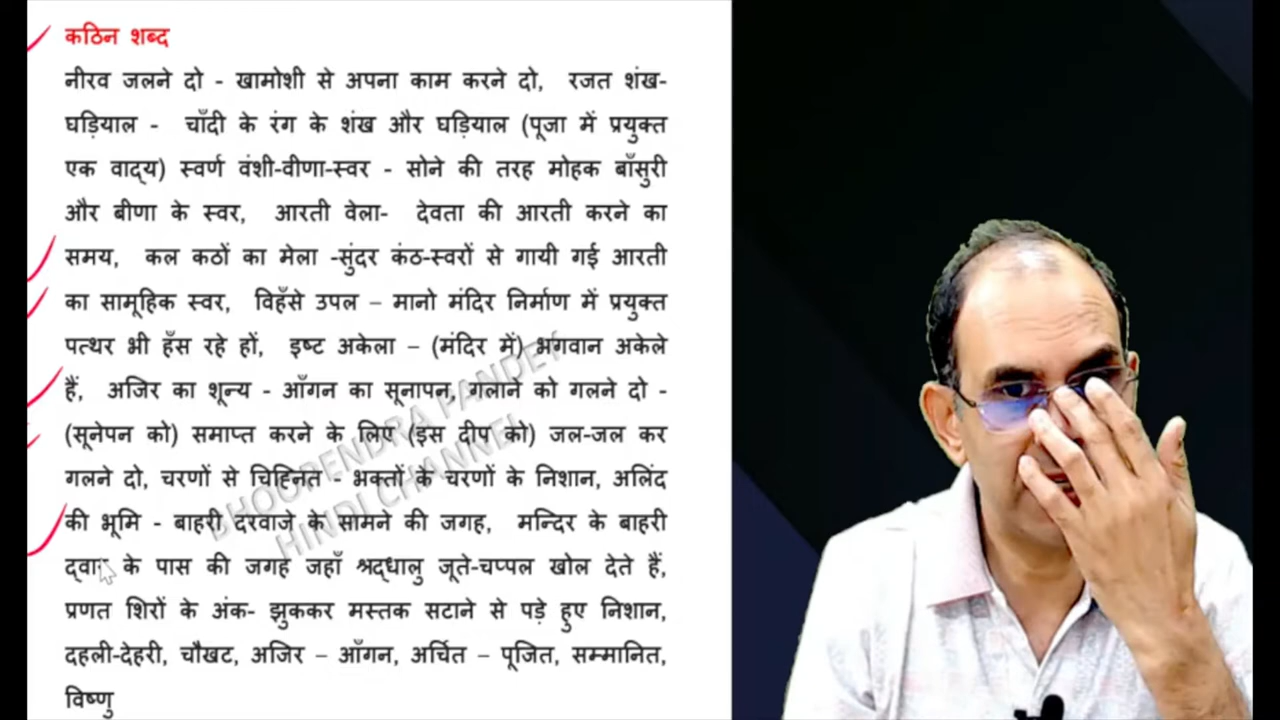 कठिन शब्द
नीरव जलने दो - खामोशी से अपना काम करने दो, रजत शंख-
घड़ियाल - चाँदी के रंग के शंख और घड़ियाल (पूजा में प्रयुक्त
एक वाद्य) स्वर्ण वंशी-वीणा-स्वर - सोने की तरह मोहक बाँसुरी
और बीणा के स्वर, आरती वेला- देवता की आरती करने का
समय, कल कठों का मेला -सुंदर कंठ-स्वरों से गायी गई आरती
का सामूहिक स्वर, विहँसे उपल – मानो मंदिर निर्माण में प्रयुक्त
पत्थर भी हँस रहे हों, इष्ट अकेला – (मंदिर में) भगवान अकेले
हैं, अजिर का शून्य - आँगन का सूनापन, गलाने को गलने दो -
(सूनेपन को) समाप्त करने के लिए (इस दीप को) जल-जल कर
गलने दो, चरणों से चिह्नित - भक्तों के चरणों के निशान, अलिंद
की भूमि - बाहरी दरवाजे के सामने की जगह, मन्दिर के बाहरी
द्वार के पास की जगह जहाँ श्रद्धालु जूते-चप्पल खोल देते हैं,
प्रणत शिरों के अंक- झुककर मस्तक सटाने से पड़े हुए निशान,
दहली-देहरी, चौखट, अजिर – आँगन, अर्चित – पूजित, सम्मानित,
विष्णु
BHOOPENDRA PANDEY
HINDI CHANNEL